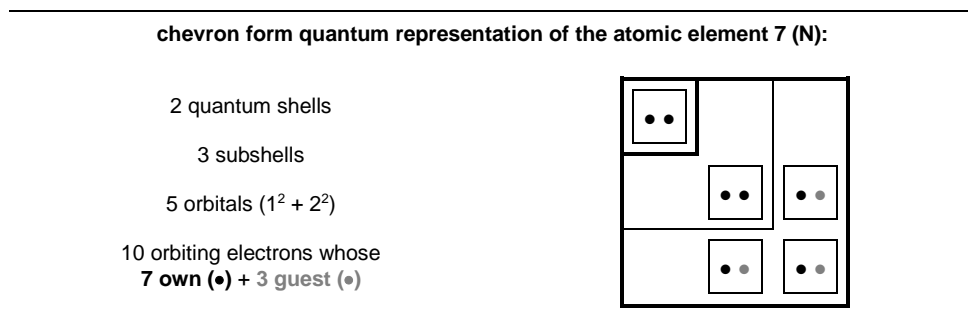 chevron form quantum representation of the atomic element 7 (N):
2 quantum shells
3 subshells
5 orbitals (1² + 2²)
10 orbiting electrons whose
7 own (●) + 3 guest (●)